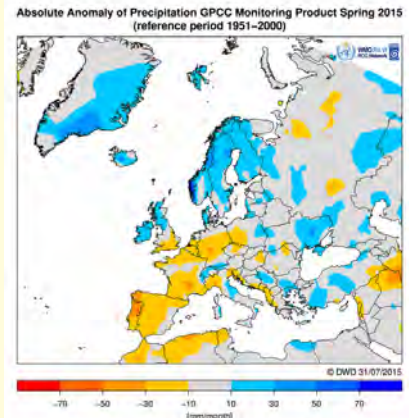 Absolute Anomaly of Precipitation GPCC Monitoring Product Spring 2015
(reference period 1951−2000)
© DWD 31/07/2015
−70 −50 −30 −10 10 30 50 70
[mm/month]